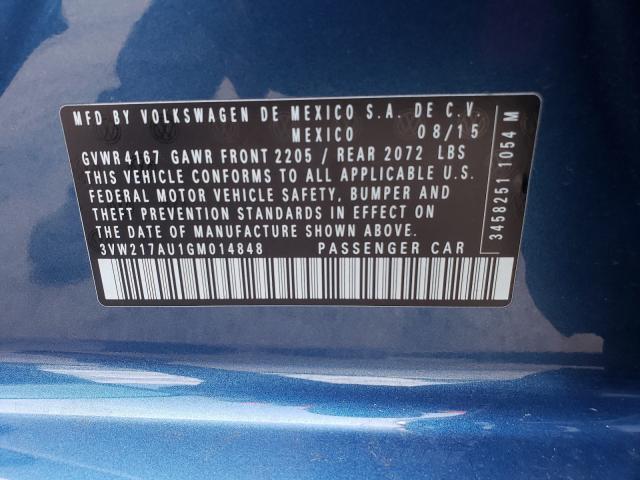 MFD BY VOLKSWAGEN DE MEXICO S.A. DE C.V.
MEXICO 08/15
GVWR 4167 GAWR FRONT 2205 / REAR 2072 LBS
THIS VEHICLE CONFORMS TO ALL APPLICABLE U.S.
FEDERAL MOTOR VEHICLE SAFETY, BUMPER AND
THEFT PREVENTION STANDARDS IN EFFECT ON
THE DATE OF MANUFACTURE SHOWN ABOVE.
3VW217AU1GM014848 PASSENGER CAR
3458251 1054 M